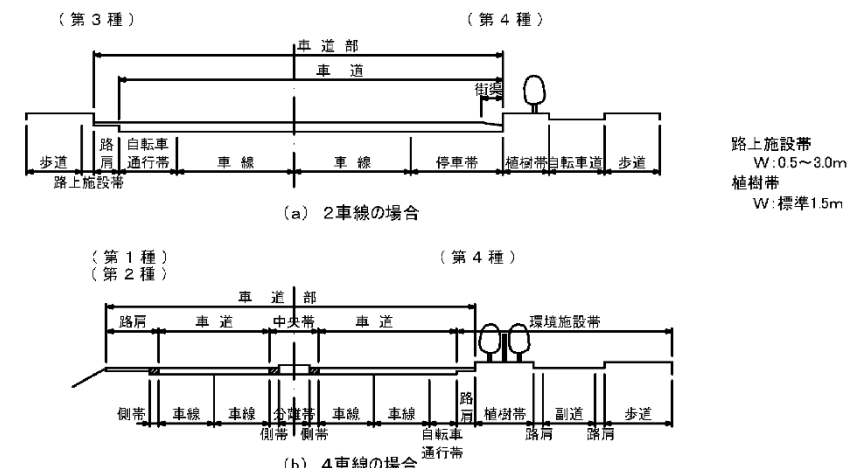 （第３種）
（第４種）
車道部
車道
街渠
歩道
路上施設帯
路肩
自転車通行帯
車線
車線
停車帯
植樹帯
自転車道
歩道
路上施設帯
W:0.5～3.0m
植樹帯
W:標準1.5m
(a) 2車線の場合
（第１種）
（第２種）
（第４種）
車道部
路肩
車道
中央帯
車道
環境施設帯
側帯
車線
車線
分離帯
側帯
側帯
車線
車線
自転車通行帯
路肩
植樹帯
路肩
副道
路肩
歩道
(b) 4車線の場合